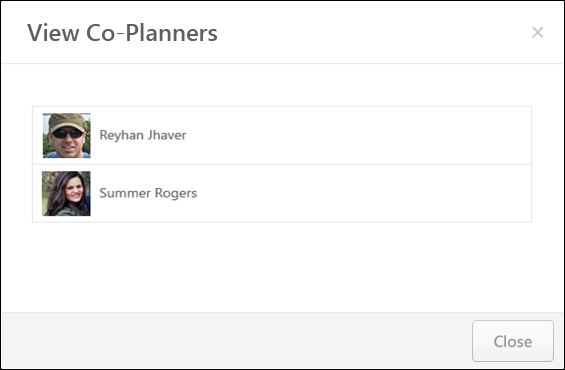 View Co-Planners
×
Reyhan Jhaver
Summer Rogers
Close